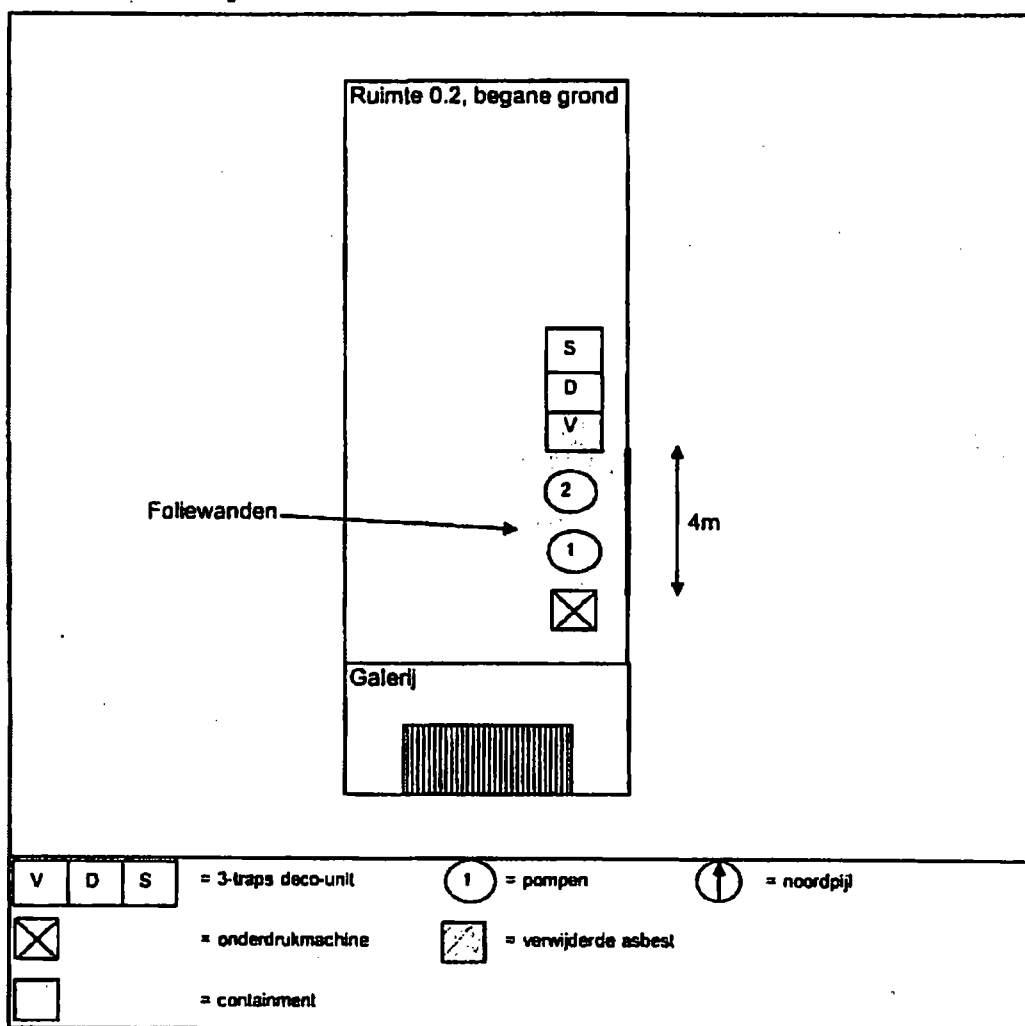 Ruimte 0.2, begane grond
S
D
V
2
Foliewanden
4m
1
Galerij
V D S = 3-traps deco-unit
1 = pompen
= noordpijl
= onderdrukmachine
= verwijderde asbest
= containment